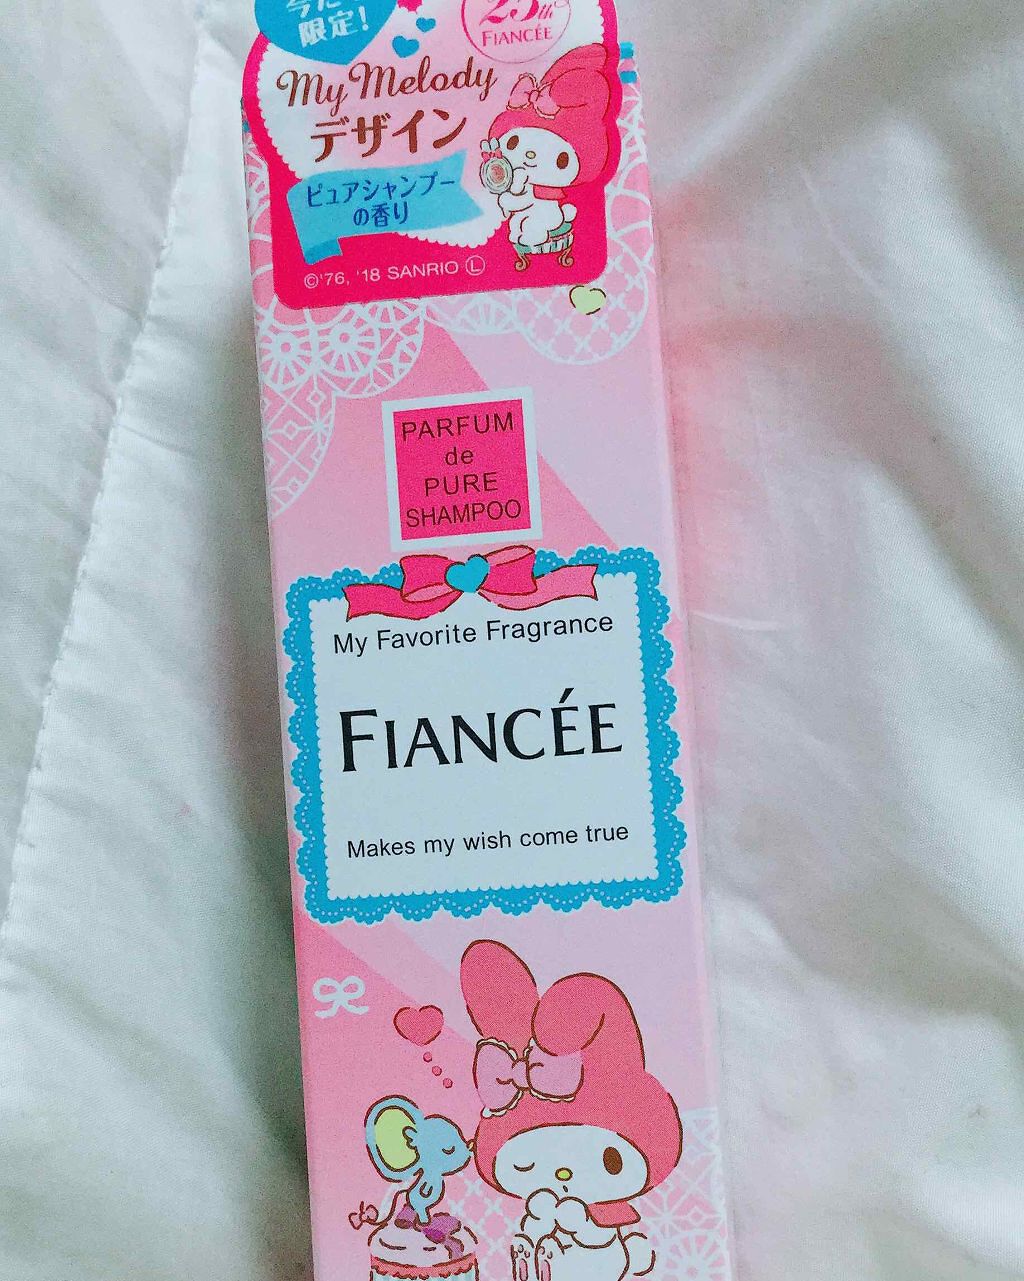 限定!
25th
FIANCÉE
My Melody
デザイン
ピュアシャンプー
の香り
©'76, '18 SANRIO Ⓛ
PARFUM
de
PURE
SHAMPOO
My Favorite Fragrance
FIANCÉE
Makes my wish come true